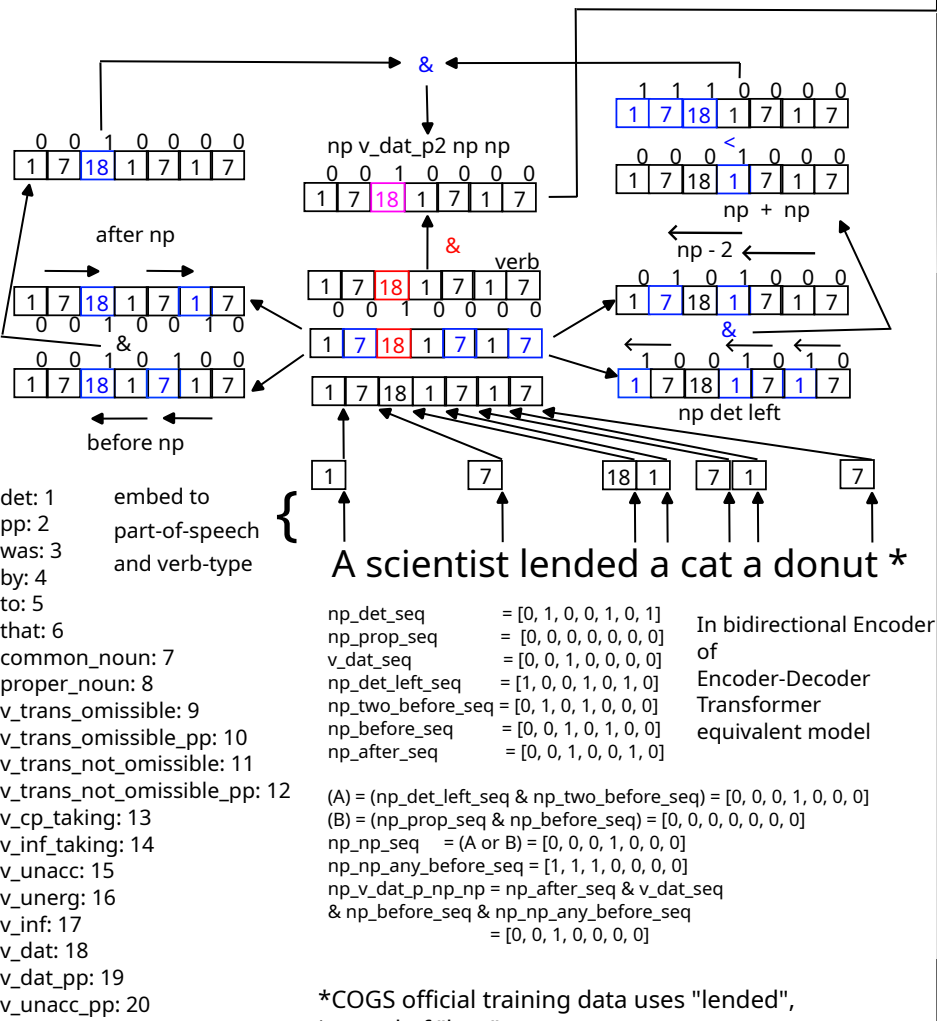 &
1 1 1 0 0 0 0
1 7 18 1 7 1 7
<
0 0 0 1 0 0 0
1 7 18 1 7 1 7
np + np
0 0 1 0 0 0 0
1 7 18 1 7 1 7
np v_dat_p2 np np
0 0 1 0 0 0 0
1 7 18 1 7 1 7
after np
&
verb
np - 2
1 7 18 1 7 1 7
0 0 1 0 0 1 0
1 7 18 1 7 1 7
0 0 1 0 0 0 0
0 1 0 1 0 0 0
1 7 18 1 7 1 7
&
&
1 7 18 1 7 1 7
0 0 1 0 1 0 0
1 7 18 1 7 1 7
before np
1 0 0 1 0 1 0
1 7 18 1 7 1 7
np det left
1 7 18 1 7 1 7
1 7 18 1 7 1 7
embed to
part-of-speech
and verb-type
{
A scientist lended a cat a donut *
det: 1
pp: 2
was: 3
by: 4
to: 5
that: 6
common_noun: 7
proper_noun: 8
v_trans_omissible: 9
v_trans_omissible_pp: 10
v_trans_not_omissible: 11
v_trans_not_omissible_pp: 12
v_cp_taking: 13
v_inf_taking: 14
v_unacc: 15
v_unerg: 16
v_inf: 17
v_dat: 18
v_dat_pp: 19
v_unacc_pp: 20
np_det_seq = [0, 1, 0, 0, 1, 0, 1]
np_prop_seq = [0, 0, 0, 0, 0, 0, 0]
v_dat_seq = [0, 0, 1, 0, 0, 0, 0]
np_det_left_seq = [1, 0, 0, 1, 0, 1, 0]
np_two_before_seq = [0, 1, 0, 1, 0, 0, 0]
np_before_seq = [0, 0, 1, 0, 1, 0, 0]
np_after_seq = [0, 0, 1, 0, 0, 1, 0]
In bidirectional Encoder
of
Encoder-Decoder
Transformer
equivalent model
(A) = (np_det_left_seq & np_two_before_seq) = [0, 0, 0, 1, 0, 0, 0]
(B) = (np_prop_seq & np_before_seq) = [0, 0, 0, 0, 0, 0, 0]
np_np_seq = (A or B) = [0, 0, 0, 1, 0, 0, 0]
np_np_any_before_seq = [1, 1, 1, 0, 0, 0, 0]
np_v_dat_p_np_np = np_after_seq & v_dat_seq
& np_before_seq & np_np_any_before_seq
= [0, 0, 1, 0, 0, 0, 0]
*COGS official training data uses "lended",